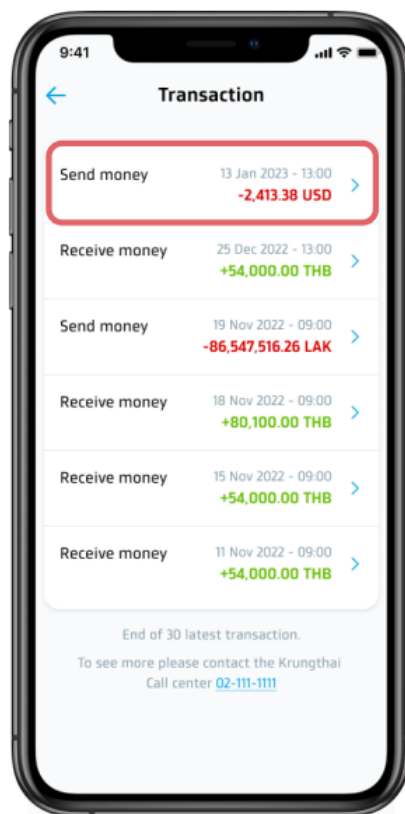 9:41
Transaction
Send money
13 Jan 2023 - 13:00
-2,413.38 USD
Receive money
25 Dec 2022 - 13:00
+54,000.00 THB
Send money
19 Nov 2022 - 09:00
-86,547,516.26 LAK
Receive money
18 Nov 2022 - 09:00
+80,100.00 THB
Receive money
15 Nov 2022 - 09:00
+54,000.00 THB
Receive money
11 Nov 2022 - 09:00
+54,000.00 THB
End of 30 latest transaction.
To see more please contact the Krungthai
Call center 02-111-1111